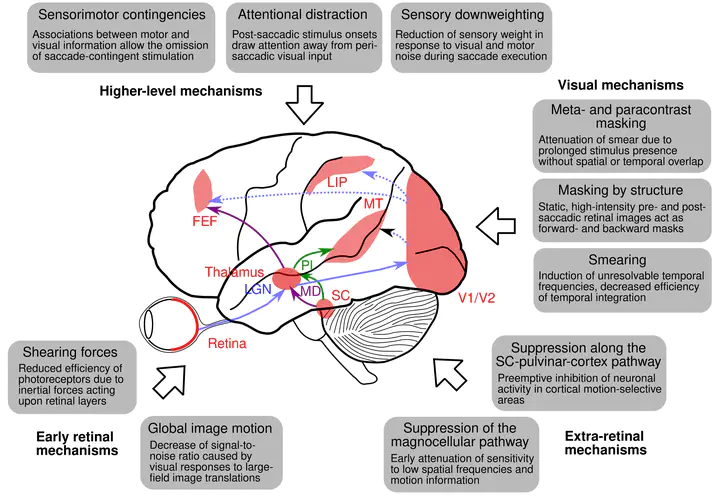 Sensorimotor contingencies
Associations between motor and
visual information allow the omission
of saccade-contingent stimulation
Attentional distraction
Post-saccadic stimulus onsets
draw attention away from peri-
saccadic visual input
Sensory downweighting
Reduction of sensory weight in
response to visual and motor
noise during saccade execution
Higher-level mechanisms
Visual mechanisms
Meta- and paracontrast
masking
Attenuation of smear due to
prolonged stimulus presence
without spatial or temporal overlap
Masking by structure
Static, high-intensity pre- and post-
saccadic retinal images act as
forward- and backward masks
Smearing
Induction of unresolvable temporal
frequencies, decreased efficiency
of temporal integration
LIP
MT
FEF
Thalamus
PI
LGN
MD
SC
V1/V2
Retina
Shearing forces
Reduced efficiency of
photoreceptors due to
inertial forces acting
upon retinal layers
Early retinal
mechanisms
Global image motion
Decrease of signal-to-
noise ratio caused by
visual responses to large-
field image translations
Suppression along the
SC-pulvinar-cortex pathway
Preemptive inhibition of neuronal
activity in cortical motion-selective
areas
Suppression of the
magnocellular pathway
Early attenuation of sensitivity
to low spatial frequencies and
motion information
Extra-retinal
mechanisms